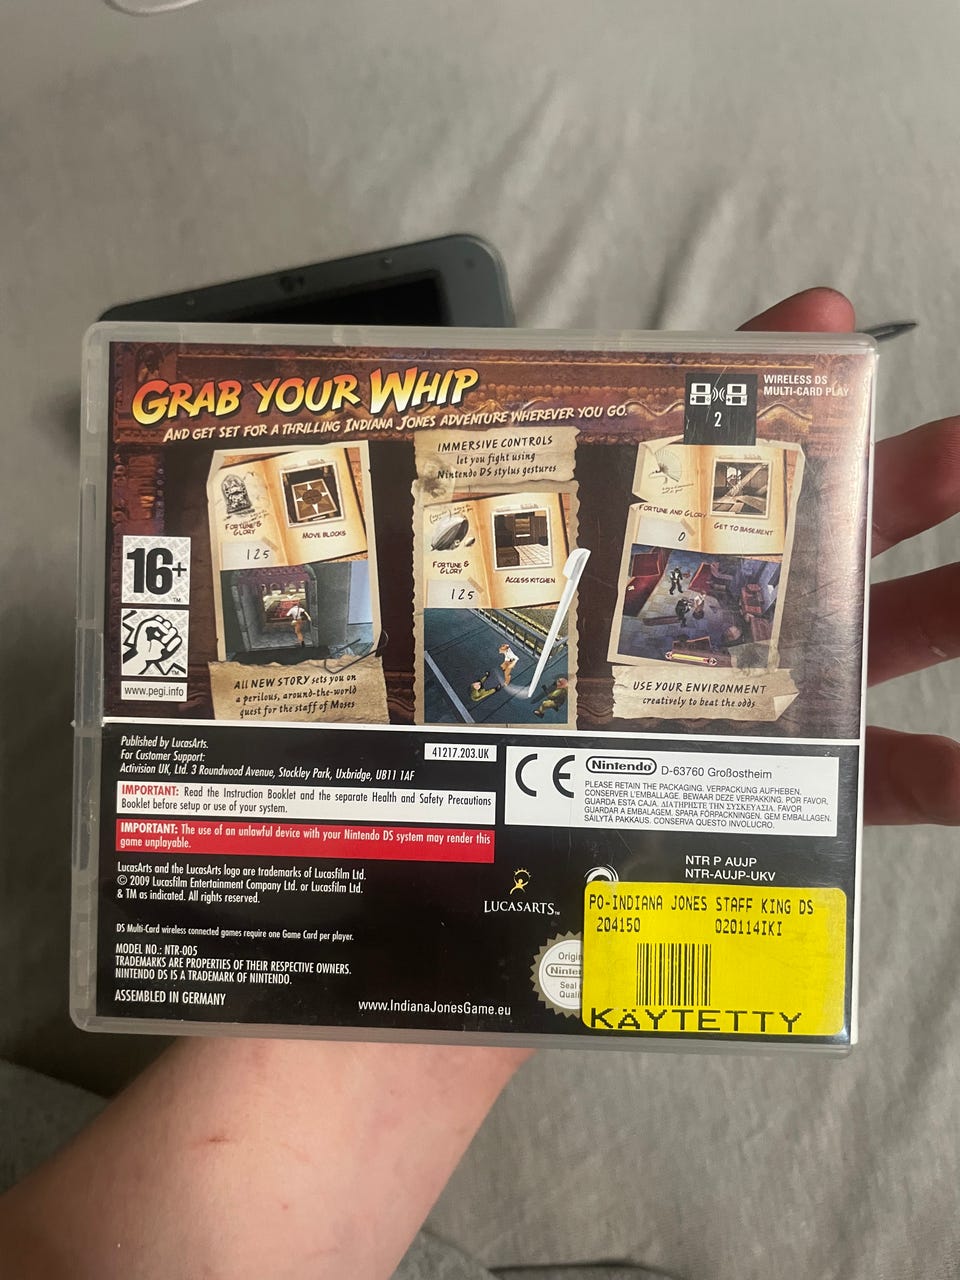 GRAB YOUR WHIP
AND GET SET FOR A THRILLING INDIANA JONES ADVENTURE WHEREVER YOU GO.
WIRELESS DS
MULTI-CARD PLAY
2
FORTUNE &
GLORY
MOVE BLOCKS
125
ALL NEW STORY sets you on
a perilous, around-the-world
quest for the staff of Moses
IMMERSIVE CONTROLS
let you fight using
Nintendo DS stylus gestures
FORTUNE &
GLORY
ACCESS KITCHEN
125
FORTUNE AND GLORY
GET TO BASEMENT
0
USE YOUR ENVIRONMENT
creatively to beat the odds
16+
TM
www.pegi.info
Published by LucasArts.
For Customer Support:
Activision UK, Ltd. 3 Roundwood Avenue, Stockley Park, Uxbridge, UB11 1AF
41217.203.UK
IMPORTANT: Read the Instruction Booklet and the separate Health and Safety Precautions
Booklet before setup or use of your system.
IMPORTANT: The use of an unlawful device with your Nintendo DS system may render this
game unplayable.
CE
Nintendo
D-63760 Großostheim
PLEASE RETAIN THE PACKAGING. VERPACKUNG AUFHEBEN.
CONSERVER L'EMBALLAGE. BEWAAR DEZE VERPAKKING. POR FAVOR,
GUARDA ESTA CAJA. ΔΙΑΤΗΡΗΣΤΕ ΤΗΝ ΣΥΣΚΕΥΑΣΙΑ. FAVOR
GUARDAR A EMBALAGEM. SPARA FÖRPACKNINGEN. GEM EMBALLAGEN.
SÄILYTÄ PAKKAUS. CONSERVA QUESTO INVOLUCRO.
LucasArts and the LucasArts logo are trademarks of Lucasfilm Ltd.
© 2009 Lucasfilm Entertainment Company Ltd. or Lucasfilm Ltd.
& TM as indicated. All rights reserved.
LUCASARTS™
NTR P AUJP
NTR-AUJP-UKV
DS Multi-Card wireless connected games require one Game Card per player.
MODEL NO.: NTR-005
TRADEMARKS ARE PROPERTIES OF THEIR RESPECTIVE OWNERS.
NINTENDO DS IS A TRADEMARK OF NINTENDO.
ASSEMBLED IN GERMANY
www.IndianaJonesGame.eu
Origin
Ninte
Seal
Quali
PO-INDIANA JONES STAFF KING DS
204150 020114IKI
KÄYTETTY